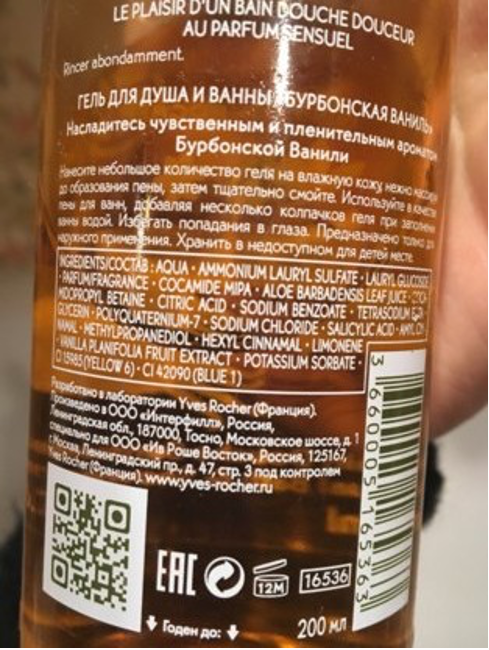 LE PLAISIR D'UN BAIN DOUCHE DOUCEUR
AU PARFUM SENSUEL
Rincer abondamment.
ГЕЛЬ ДЛЯ ДУША И ВАННЫ «БУРБОНСКАЯ ВАНИЛЬ»
Насладитесь чувственным и пленительным ароматом
Бурбонской Ванили
Нанесите небольшое количество геля на влажную кожу, нежно
до образования пены, затем тщательно смойте. Используйте в качестве
пены для ванн, добавляя несколько колпачков геля при заполнении
ванны водой. Избегать попадания в глаза. Предназначено только для
наружного применения. Хранить в недоступном для детей месте.
INGREDIENTS/СОСТАВ: AQUA · AMMONIUM LAURYL SULFATE · LAURYL GLUCOSIDE
· PARFUM/FRAGRANCE · COCAMIDE MIPA · ALOE BARBADENSIS LEAF JUICE ·
MIDOPROPYL BETAINE · CITRIC ACID · SODIUM BENZOATE · TETRASODIUM
GLYCERIN · POLYQUATERNIUM-7 · SODIUM CHLORIDE · SALICYLIC ACID · AMYL
NAMAL · METHYLPROPANEDIOL · HEXYL CINNAMAL · LIMONENE
· VANILLA PLANIFOLIA FRUIT EXTRACT · POTASSIUM SORBATE ·
CI 15985 (YELLOW 6) · CI 42090 (BLUE 1)
Разработано в лаборатории Yves Rocher (Франция).
Произведено в ООО «Интерфилл», Россия,
Ленинградская обл., 187000, Тосно, Московское шоссе, д. 1
специально для ООО «Ив Роше Восток», Россия, 125167,
г. Москва, Ленинградский пр., д. 47, стр. 3 под контролем
Yves Rocher (Франция). www.yves-rocher.ru
3 660005 165363
EAC
12M
16536
Годен до:
200 мл